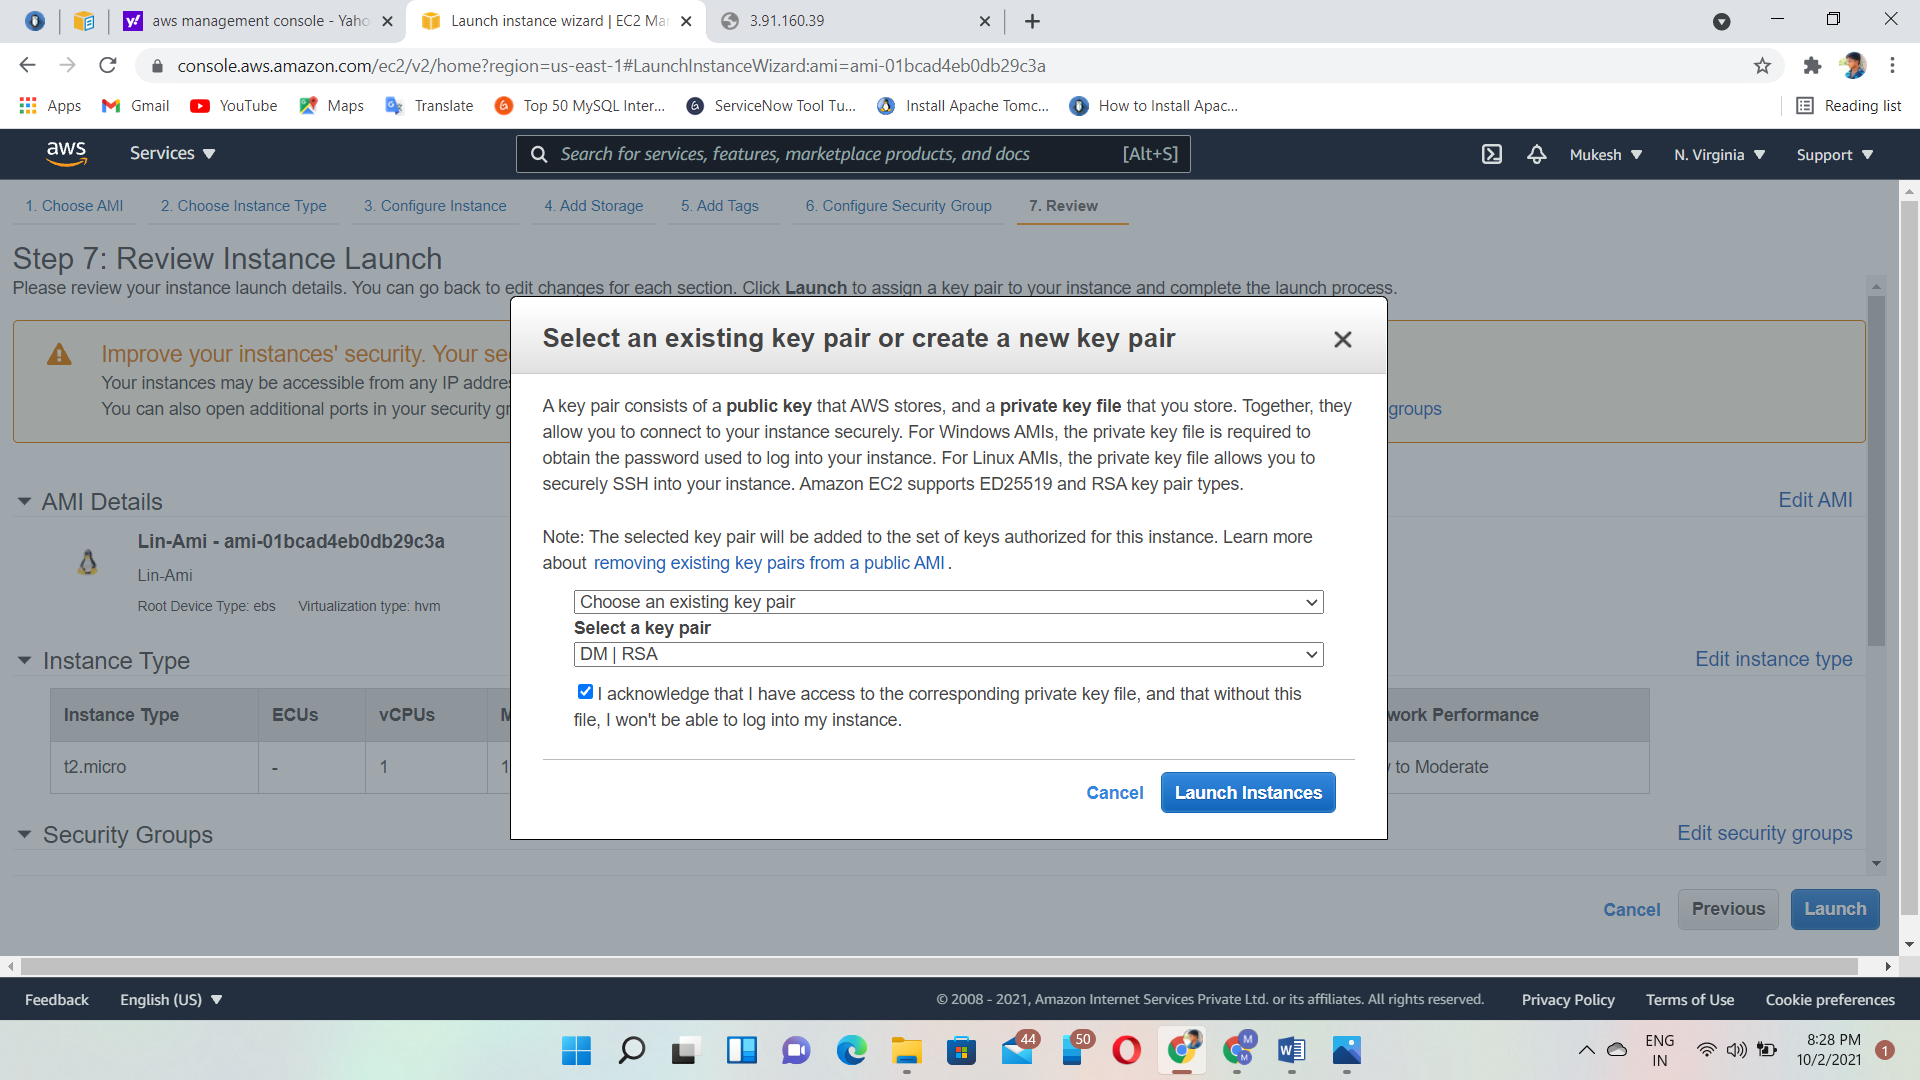 aws management console - Yaho
Launch instance wizard | EC2 Man
3.91.160.39
console.aws.amazon.com/ec2/v2/home?region=us-east-1#LaunchInstanceWizard:ami=ami-01bcad4eb0db29c3a
Apps
Gmail
YouTube
Maps
Translate
Top 50 MySQL Inter...
ServiceNow Tool Tu...
Install Apache Tomc...
How to Install Apac...
Reading list
aws
Services
Search for services, features, marketplace products, and docs
[Alt+S]
Mukesh
N. Virginia
Support
1. Choose AMI
2. Choose Instance Type
3. Configure Instance
4. Add Storage
5. Add Tags
6. Configure Security Group
7. Review
Step 7: Review Instance Launch
Please review your instance launch details. You can go back to edit changes for each section. Click Launch to assign a key pair to your instance and complete the launch process.
Improve your instances' security. Your se
Your instances may be accessible from any IP addre
You can also open additional ports in your security gr
groups
Select an existing key pair or create a new key pair
A key pair consists of a public key that AWS stores, and a private key file that you store. Together, they
allow you to connect to your instance securely. For Windows AMIs, the private key file is required to
obtain the password used to log into your instance. For Linux AMIs, the private key file allows you to
securely SSH into your instance. Amazon EC2 supports ED25519 and RSA key pair types.
Note: The selected key pair will be added to the set of keys authorized for this instance. Learn more
about removing existing key pairs from a public AMI .
Choose an existing key pair
Select a key pair
DM | RSA
I acknowledge that I have access to the corresponding private key file, and that without this
file, I won't be able to log into my instance.
Cancel
Launch Instances
AMI Details
Edit AMI
Lin-Ami - ami-01bcad4eb0db29c3a
Lin-Ami
Root Device Type: ebs
Virtualization type: hvm
Instance Type
Edit instance type
Instance Type
ECUs
vCPUs
M
work Performance
t2.micro
-
1
1
to Moderate
Security Groups
Edit security groups
Cancel
Previous
Launch
Feedback
English (US)
© 2008 - 2021, Amazon Internet Services Private Ltd. or its affiliates. All rights reserved.
Privacy Policy
Terms of Use
Cookie preferences
44
50
M
M
ENG
IN
8:28 PM
10/2/2021
1